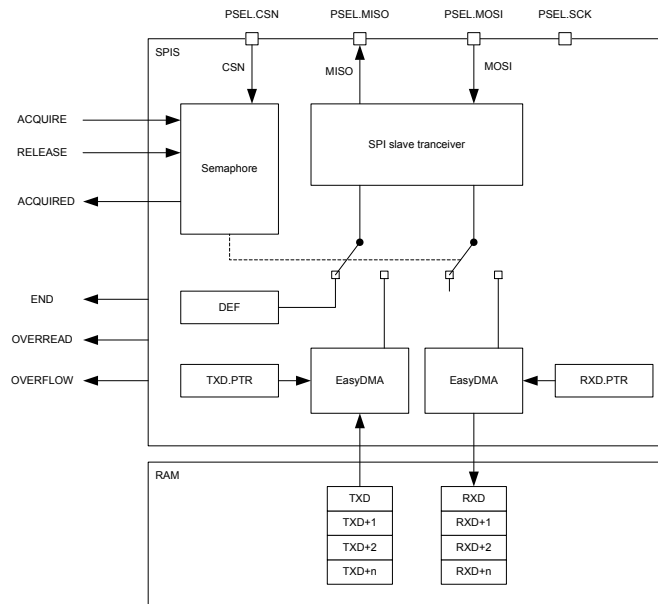 PSEL.CSN PSEL.MISO PSEL.MOSI PSEL.SCK
SPIS
CSN MISO MOSI
ACQUIRE
RELEASE
ACQUIRED
Semaphore
SPI slave tranceiver
END
OVERREAD
OVERFLOW
DEF
TXD.PTR EasyDMA EasyDMA RXD.PTR
RAM
TXD RXD
TXD+1 RXD+1
TXD+2 RXD+2
TXD+n RXD+n